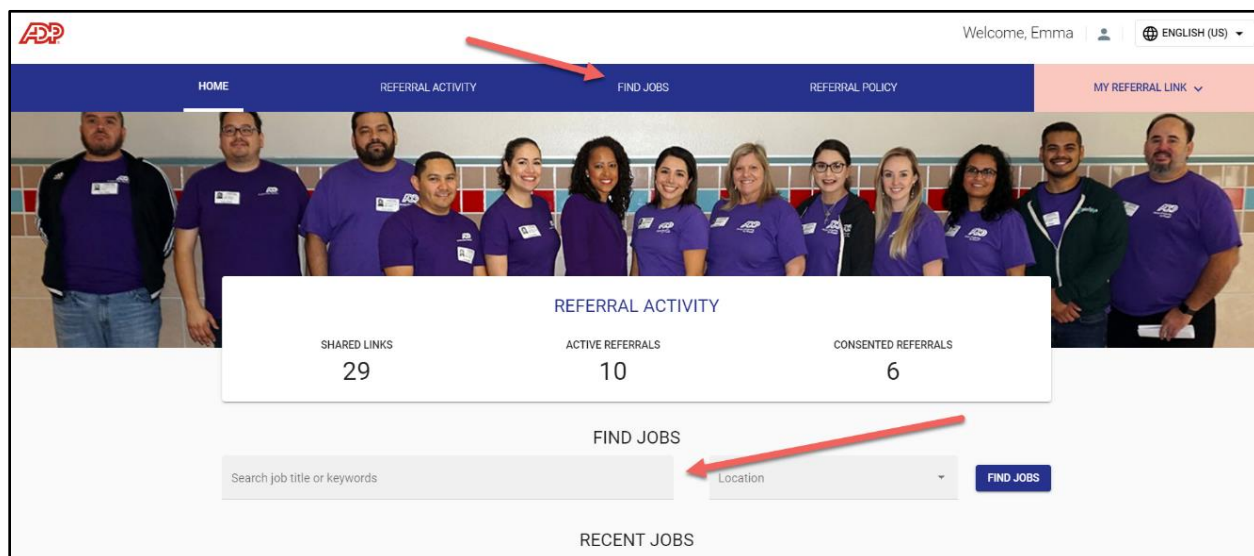 ADP
Welcome, Emma
ENGLISH (US)
HOME
REFERRAL ACTIVITY
FIND JOBS
REFERRAL POLICY
MY REFERRAL LINK
REFERRAL ACTIVITY
SHARED LINKS
ACTIVE REFERRALS
CONSENTED REFERRALS
29
10
6
FIND JOBS
Search job title or keywords
Location
FIND JOBS
RECENT JOBS